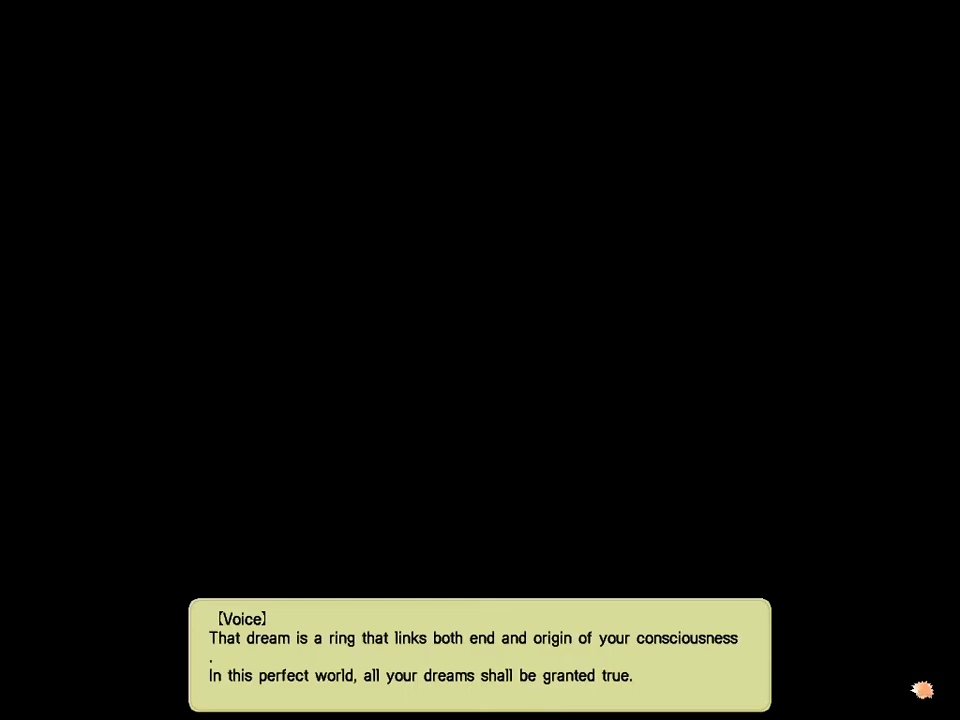 【Voice】
That dream is a ring that links both end and origin of your consciousness
.
In this perfect world, all your dreams shall be granted true.